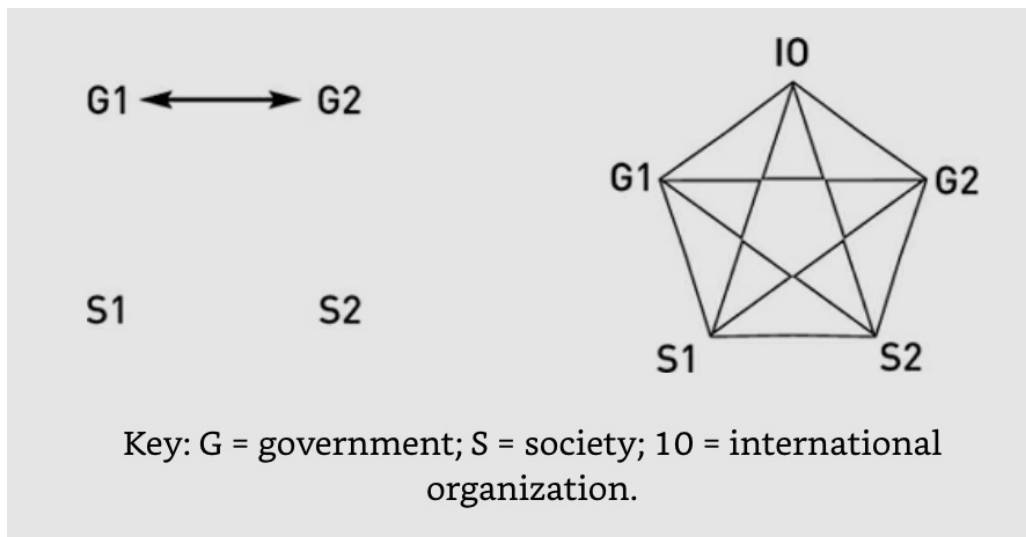 IO
G1 G2
G1 G2
S1 S2
S1 S2
Key: G = government; S = society; 10 = international
organization.